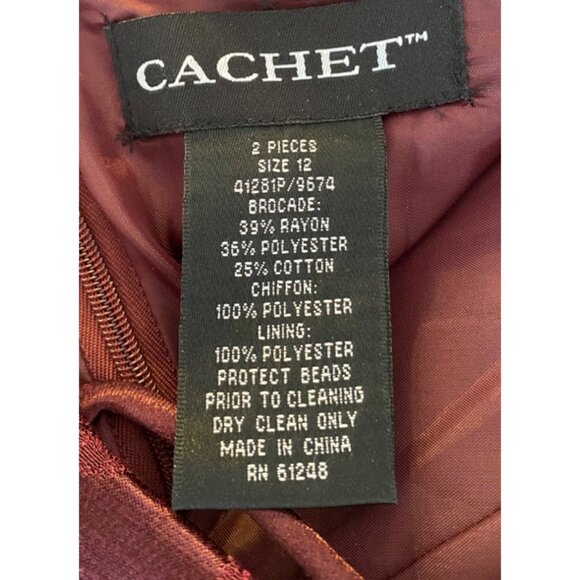 CACHET™
2 PIECES
SIZE 12
41281P/9674
BROCADE:
39% RAYON
36% POLYESTER
25% COTTON
CHIFFON:
100% POLYESTER
LINING:
100% POLYESTER
PROTECT BEADS
PRIOR TO CLEANING
DRY CLEAN ONLY
MADE IN CHINA
RN 61248